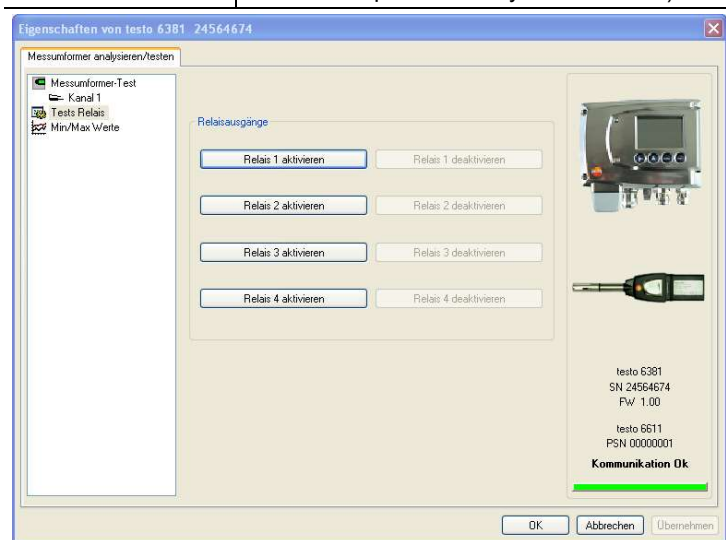 Eigenschaften von testo 6381 24564674
Messumformer analysieren/testen
Messumformer-Test
Kanal 1
Tests Relais
Min/Max Werte
Relaisausgänge
Relais 1 aktivieren
Relais 1 deaktivieren
Relais 2 aktivieren
Relais 2 deaktivieren
Relais 3 aktivieren
Relais 3 deaktivieren
Relais 4 aktivieren
Relais 4 deaktivieren
testo 6381
SN 24564674
FW 1.00
testo 6611
PSN 00000001
Kommunikation Ok
OK
Abbrechen
Übernehmen